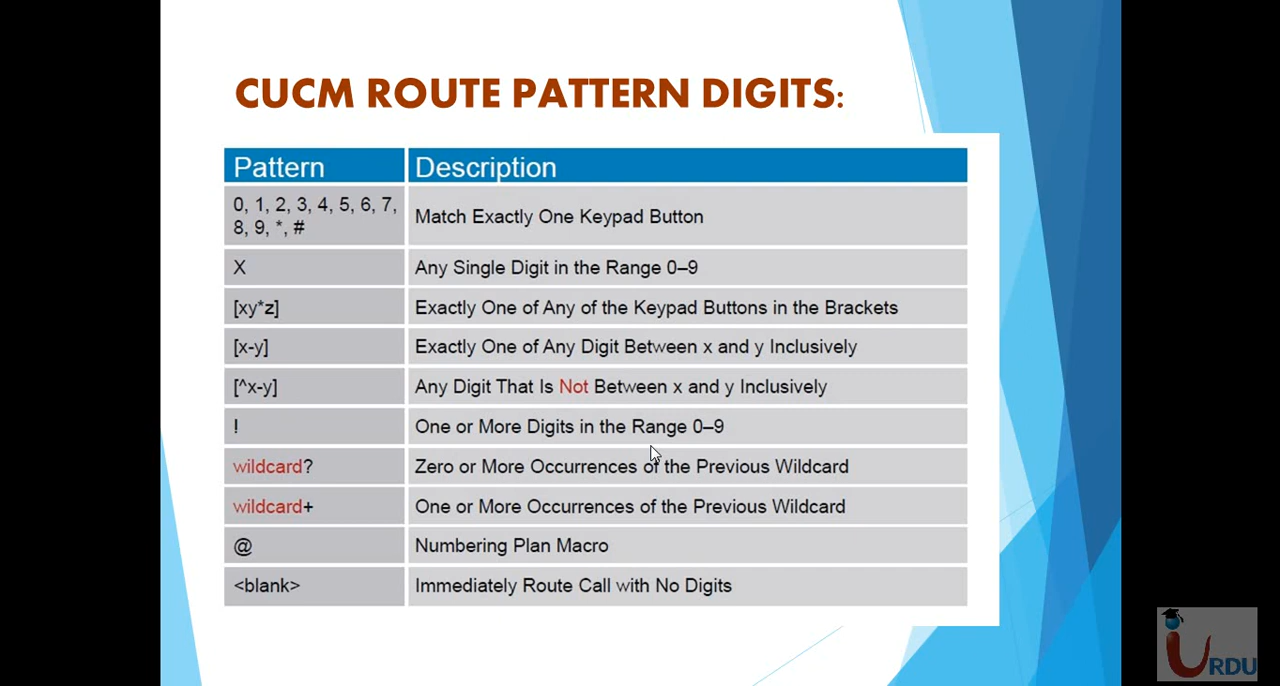 CUCM ROUTE PATTERN DIGITS:
Pattern Description
0, 1, 2, 3, 4, 5, 6, 7,
8, 9, *, # Match Exactly One Keypad Button
X Any Single Digit in the Range 0–9
[xy*z] Exactly One of Any of the Keypad Buttons in the Brackets
[x-y] Exactly One of Any Digit Between x and y Inclusively
[^x-y] Any Digit That Is Not Between x and y Inclusively
! One or More Digits in the Range 0–9
wildcard? Zero or More Occurrences of the Previous Wildcard
wildcard+ One or More Occurrences of the Previous Wildcard
@ Numbering Plan Macro
<blank> Immediately Route Call with No Digits
iURDU